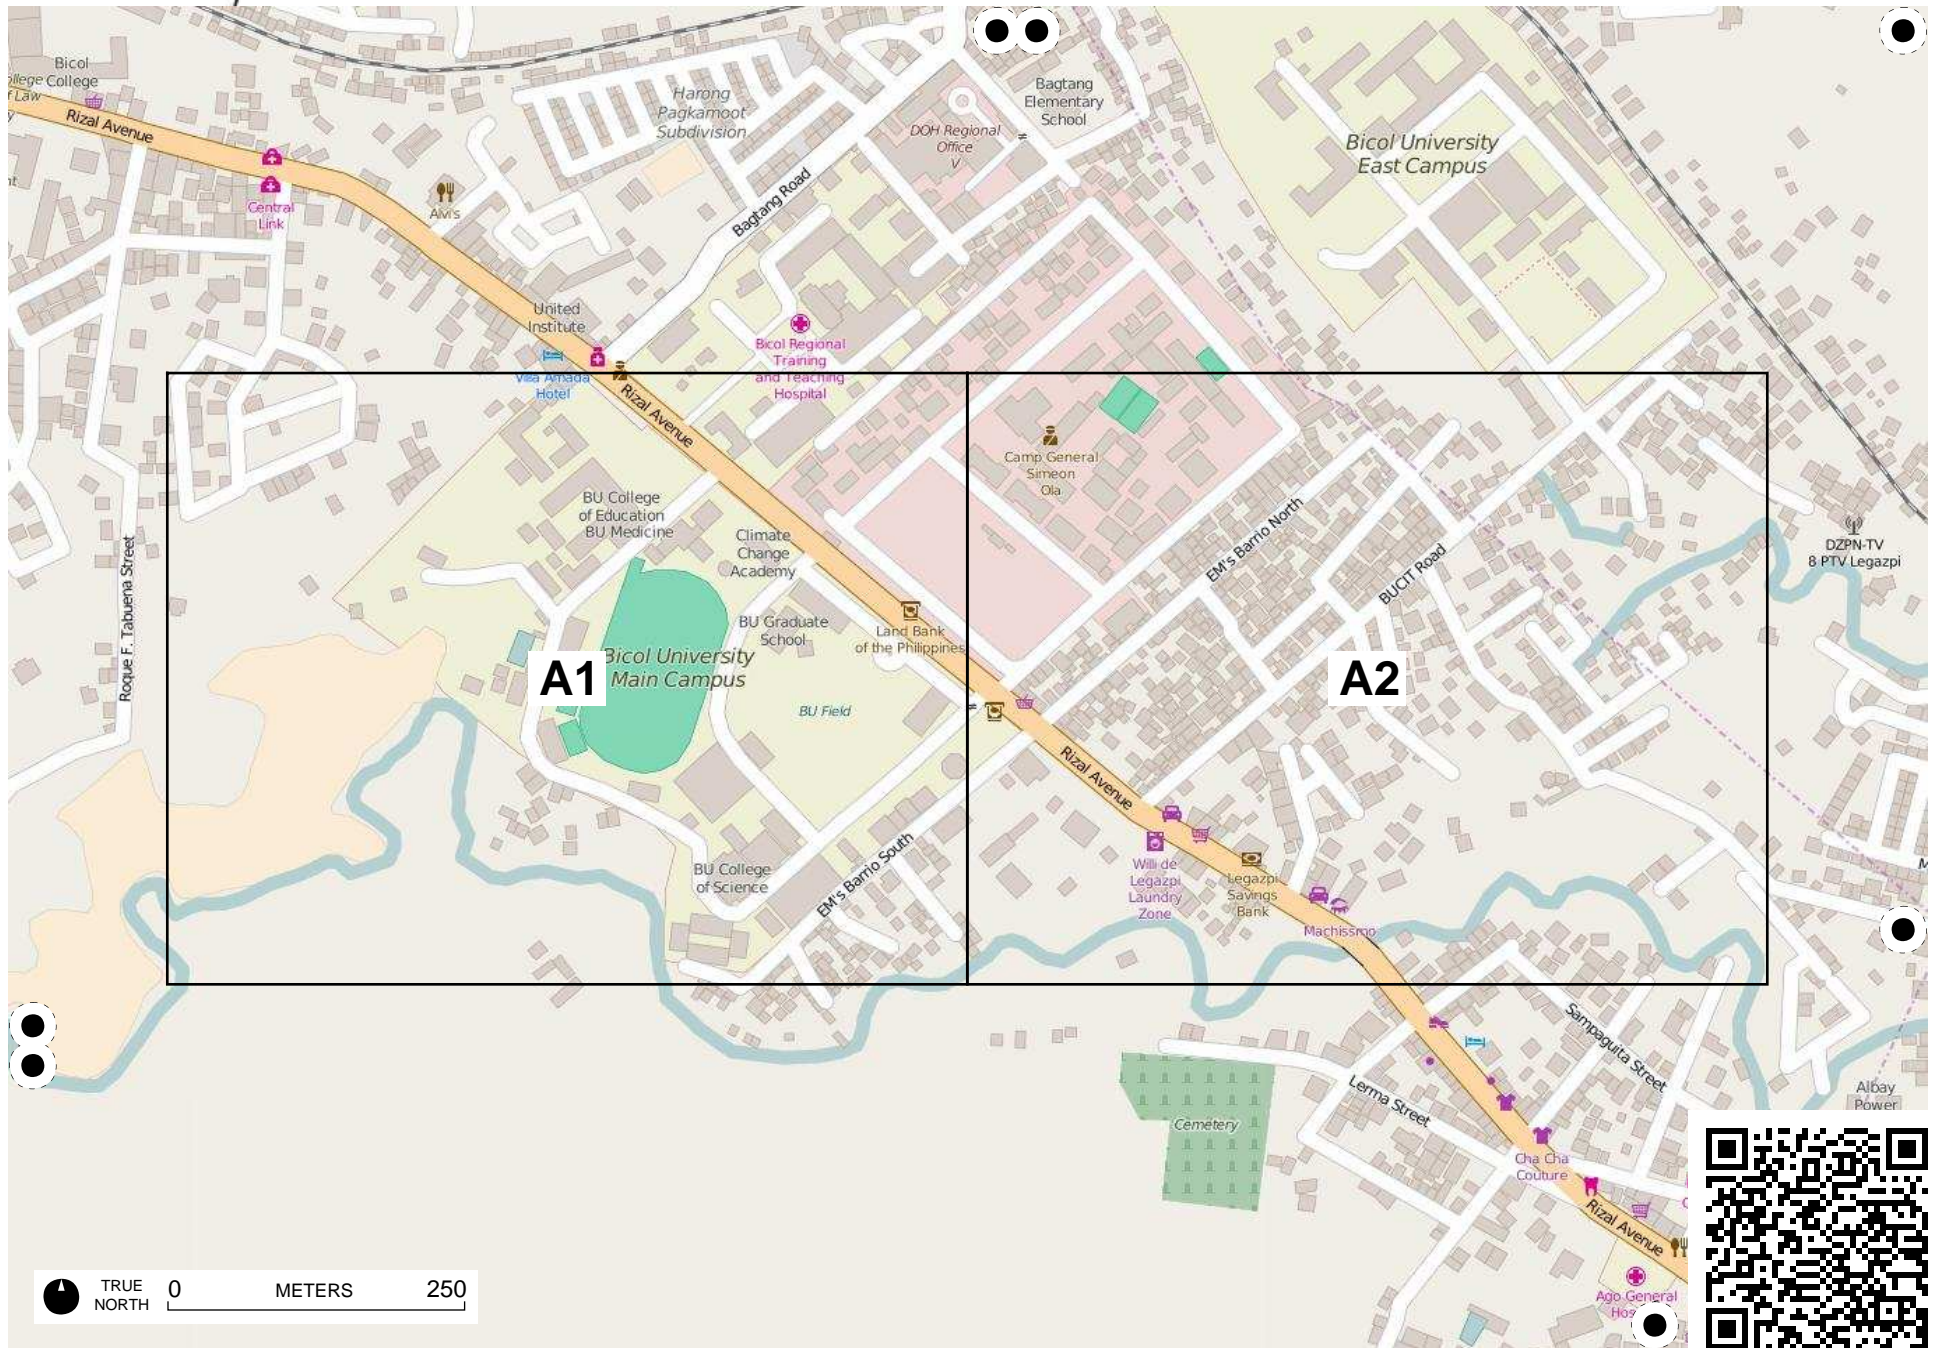 Bicol
College
College
of Law
Rizal Avenue
Central
Link
Alvi's
Harong
Pagkamoot
Subdivision
DOH Regional
Office
V
Bagtang
Elementary
School
Bicol University
East Campus
Bagtang Road
United
Institute
Villa Amada
Hotel
Bicol Regional
Training
and Teaching
Hospital
Rizal Avenue
Camp General
Simeon
Ola
BU College
of Education
BU Medicine
Climate
Change
Academy
EM's Barrio North
BUCIT Road
DZPN-TV
8 PTV Legazpi
Roque F. Tabuena Street
BU Graduate
School
Land Bank
of the Philippines
Bicol University
Main Campus
A1
A2
BU Field
Rizal Avenue
BU College
of Science
EM's Barrio South
Willi de
Legazpi
Laundry
Zone
Legazpi
Savings
Bank
Machissmo
Sampaguita Street
Lerma Street
Cemetery
Albay
Power
Cha Cha
Couture
Rizal Avenue
Ago General
TRUE
NORTH
0 METERS 250